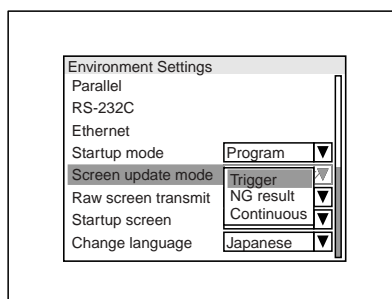 Environment Settings
Parallel
RS-232C
Ethernet
Startup mode Program
Screen update mode Trigger
Raw screen transmit NG result
Startup screen Continuous
Change language Japanese